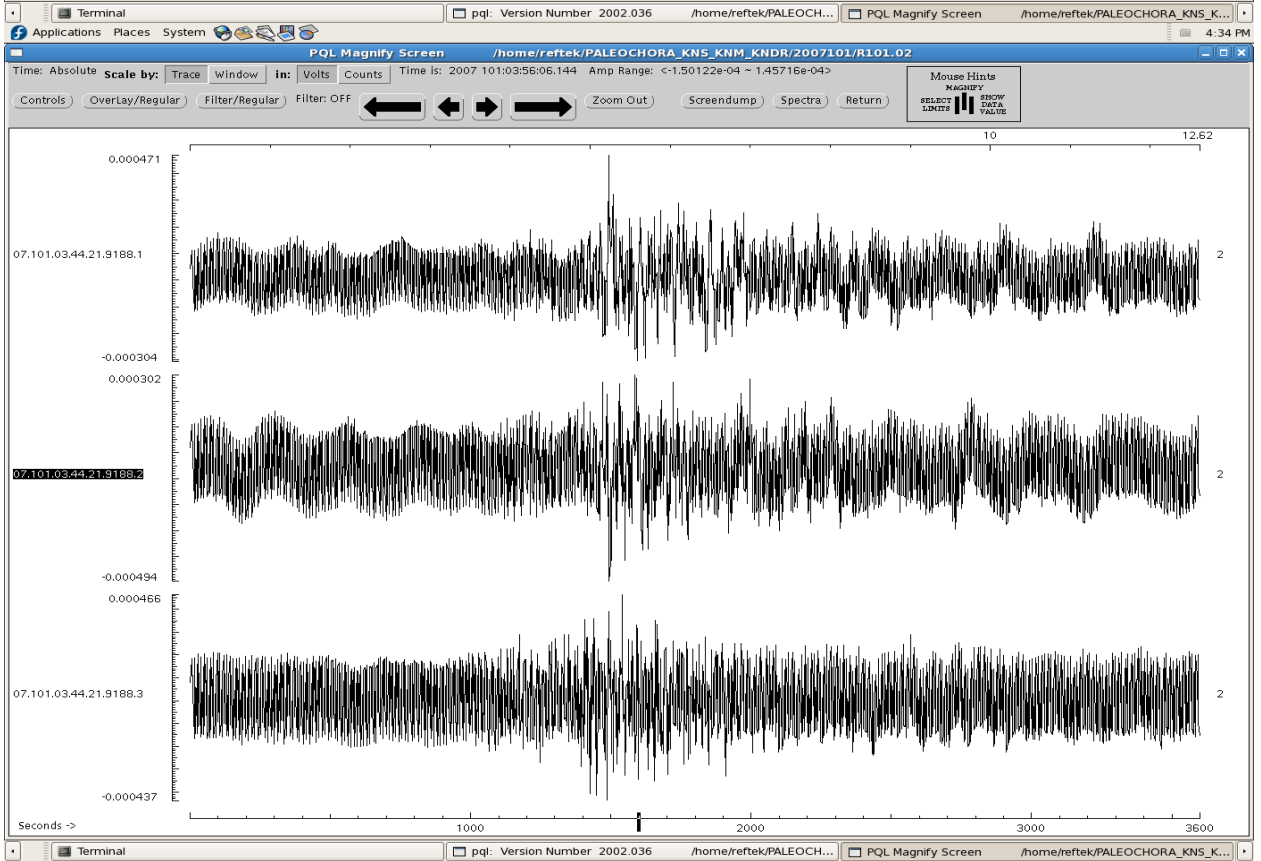 Terminal pql: Version Number 2002.036 /home/reftek/PALEOCH... PQL Magnify Screen /home/reftek/PALEOCHORA_KNS_K...
Applications Places System 4:34 PM
PQL Magnify Screen /home/reftek/PALEOCHORA_KNS_KNM_KNDR/2007101/R101.02
Time: Absolute Scale by: Trace Window in: Volts Counts Time is: 2007 101:03:56:06.144 Amp Range: <-1.50122e-04 ~ 1.45716e-04>
Mouse Hints
MAGNIFY
SELECT LIMITS SHOW DATA VALUE
Controls OverLay/Regular Filter/Regular Filter: OFF Zoom Out Screendump Spectra Return
10 12.62
0.000471
07.101.03.44.21.9188.1 2
-0.000304
0.000302
07.101.03.44.21.9188.2 2
-0.000494
0.000466
07.101.03.44.21.9188.3 2
-0.000437
Seconds -> 1000 2000 3000 3600
Terminal pql: Version Number 2002.036 /home/reftek/PALEOCH... PQL Magnify Screen /home/reftek/PALEOCHORA_KNS_K...